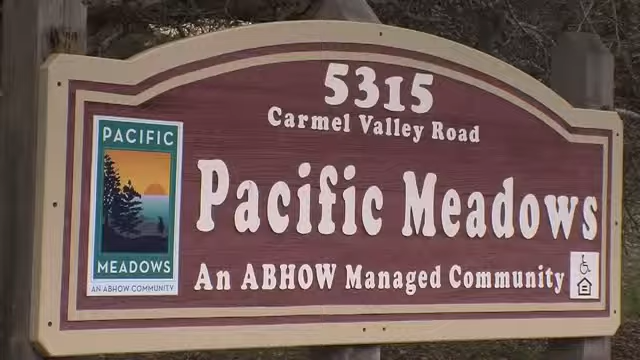 5315
Carmel Valley Road
PACIFIC
MEADOWS
AN ABHOW COMMUNITY
Pacific Meadows
An ABHOW Managed Community